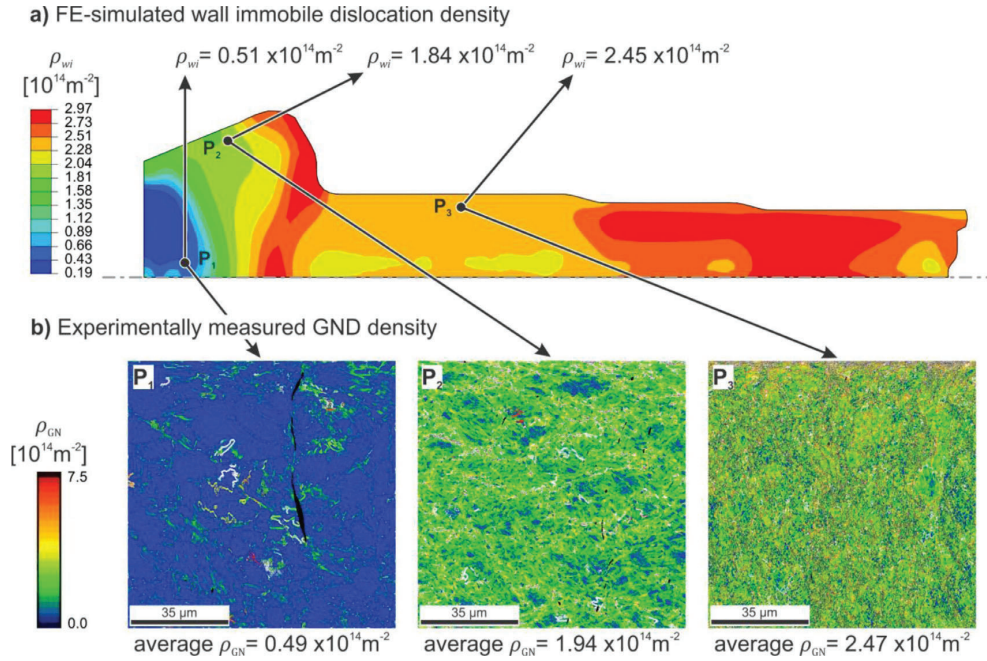 a) FE-simulated wall immobile dislocation density
ρwi
[10¹⁴m⁻²]
ρwi= 0.51 x10¹⁴m⁻²
ρwi= 1.84 x10¹⁴m⁻²
ρwi= 2.45 x10¹⁴m⁻²
2.97
2.73
2.51
2.28
2.04
1.81
1.58
1.35
1.12
0.89
0.66
0.43
0.19
P₂
P₃
P₁
b) Experimentally measured GND density
ρGN
[10¹⁴m⁻²]
7.5
0.0
P₁
35 µm
average ρGN= 0.49 x10¹⁴m⁻²
P₂
35 µm
average ρGN= 1.94 x10¹⁴m⁻²
P₃
35 µm
average ρGN= 2.47 x10¹⁴m⁻²